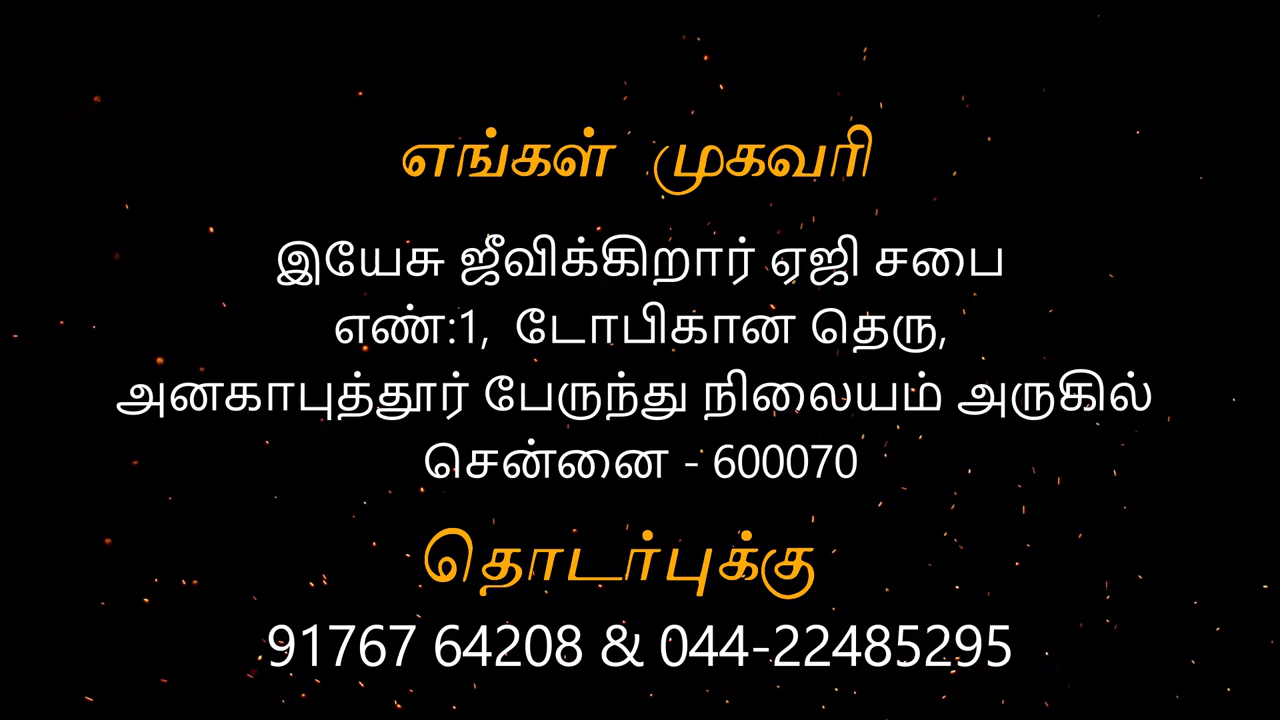 எங்கள் முகவரி
இயேசு ஜீவிக்கிறார் ஏஜி சபை
எண்:1, டோபிகான தெரு,
அனகாபுத்தூர் பேருந்து நிலையம் அருகில்
சென்னை - 600070
தொடர்புக்கு
91767 64208 & 044-22485295